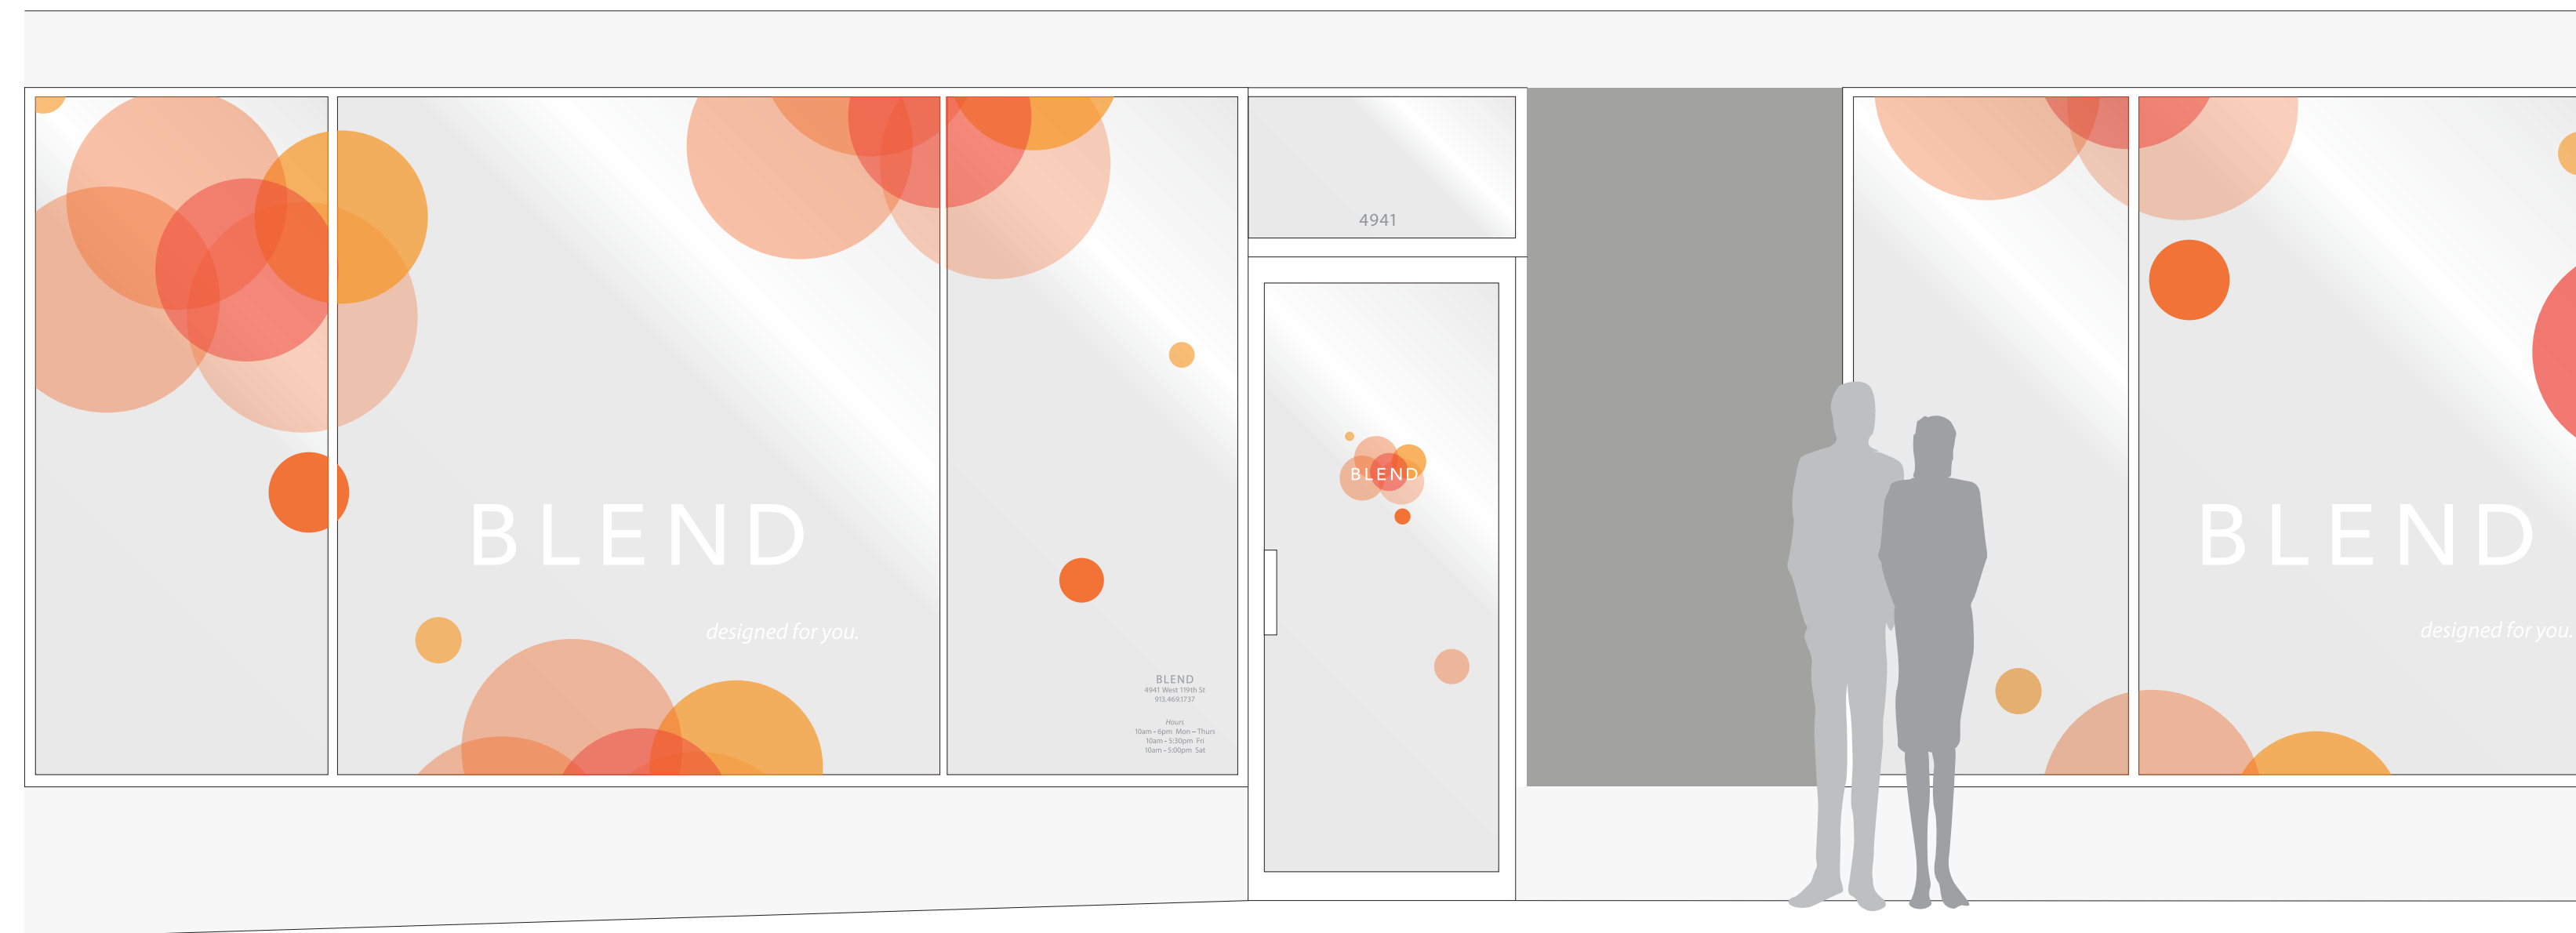 BLEND
designed for you.
BLEND
4941 West 119th St
913.469.1737
Hours
10am - 6pm Mon – Thurs
10am - 5:30pm Fri
10am - 5:00pm Sat
4941
BLEND
BLEND
designed for you.